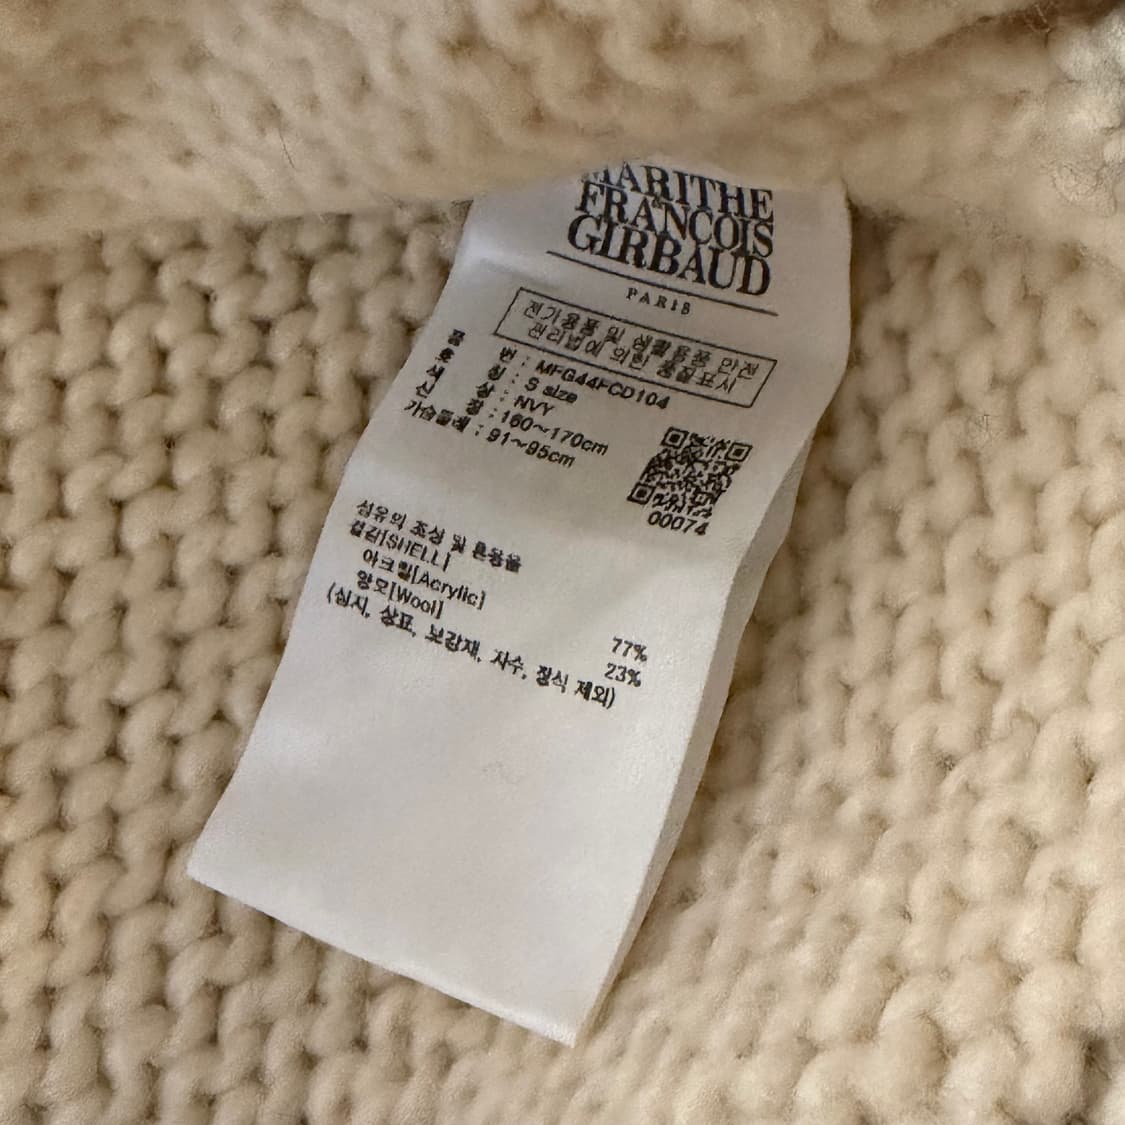 MARITHE
FRANCOIS
GIRBAUD
PARIS
전기용품 및 생활용품 안전
관리법에 의한 품질표시
품 번 : MFG44FCD104
호 칭 : S size
색 상 : NVY
신 장 : 160~170cm
가슴둘레 : 91~95cm
00074
섬유의 조성 및 혼용율
겉감[SHELL]
아크릴[Acrylic] 77%
양모[Wool] 23%
(심지, 상표, 보강재, 자수, 장식 제외)